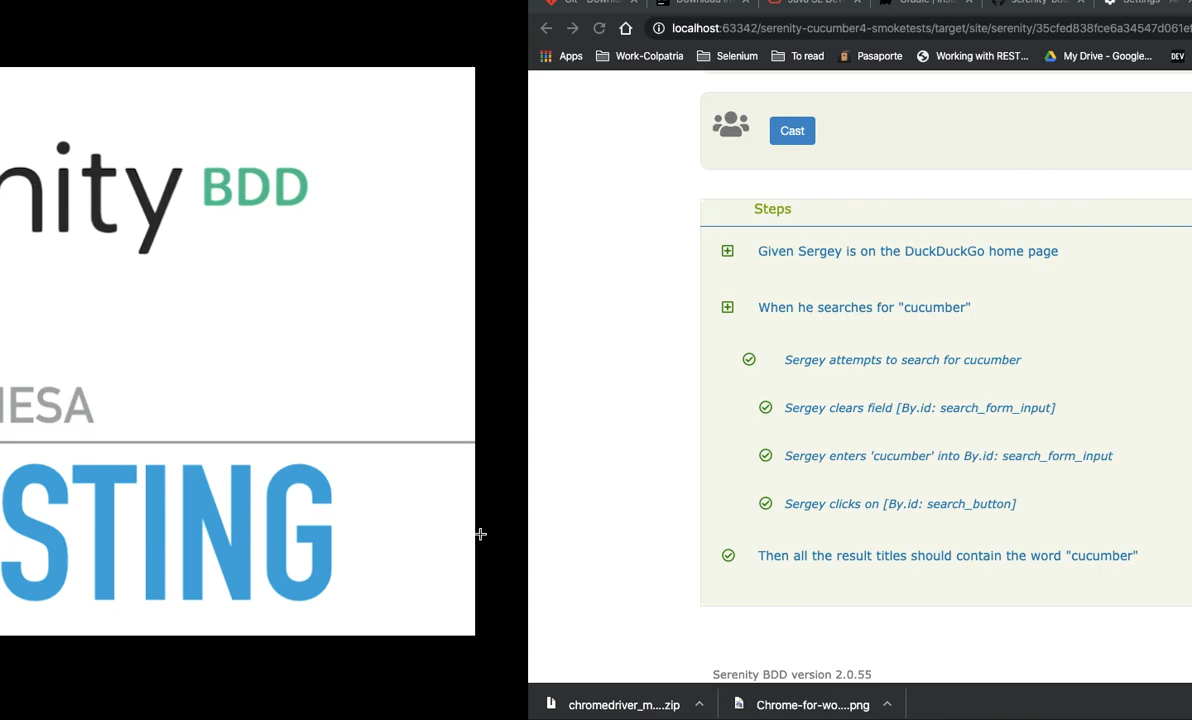 nity BDD
IESA
STING
localhost:63342/serenity-cucumber4-smoketests/target/site/serenity/35cfed838fce6a34547d061ef
Apps Work-Colpatria Selenium To read Pasaporte Working with REST... My Drive - Google... DEV
Cast
Steps
Given Sergey is on the DuckDuckGo home page
When he searches for "cucumber"
Sergey attempts to search for cucumber
Sergey clears field [By.id: search_form_input]
Sergey enters 'cucumber' into By.id: search_form_input
Sergey clicks on [By.id: search_button]
Then all the result titles should contain the word "cucumber"
Serenity BDD version 2.0.55
chromedriver_m....zip Chrome-for-wo....png